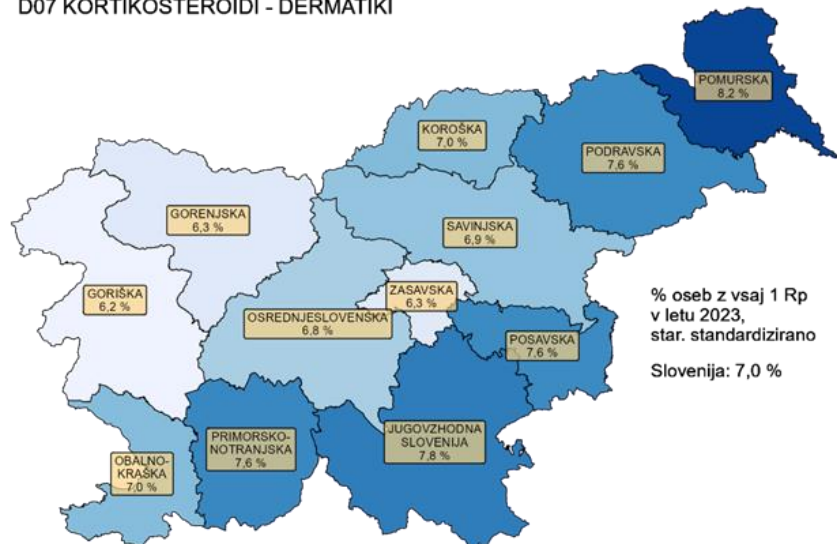 D07 KORTIKOSTEROIDI - DERMATIKI
POMURSKA
8,2 %
KOROŠKA
7,0 %
PODRAVSKA
7,6 %
GORENJSKA
6,3 %
SAVINJSKA
6,9 %
GORIŠKA
6,2 %
ZASAVSKA
6,3 %
OSREDNJESLOVENSKA
6,8 %
POSAVSKA
7,6 %
% oseb z vsaj 1 Rp
v letu 2023,
star. standardizirano
Slovenija: 7,0 %
PRIMORSKO-
NOTRANJSKA
7,6 %
JUGOVZHODNA
SLOVENIJA
7,8 %
OBALNO-
KRAŠKA
7,0 %